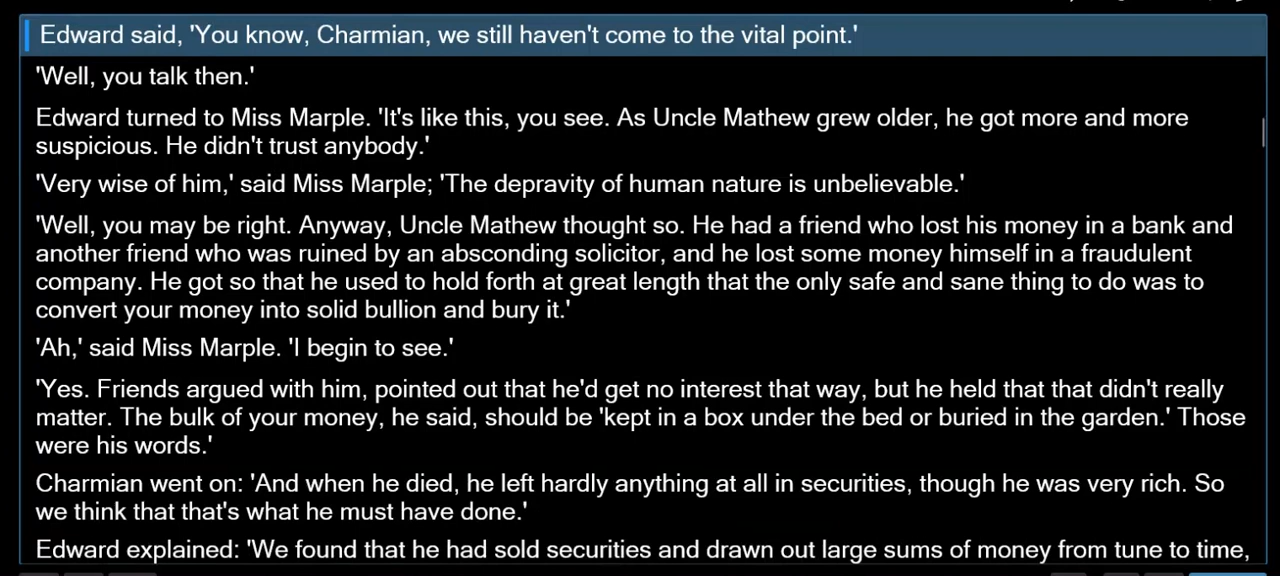 Edward said, 'You know, Charmian, we still haven't come to the vital point.'
'Well, you talk then.'
Edward turned to Miss Marple. 'It's like this, you see. As Uncle Mathew grew older, he got more and more
suspicious. He didn't trust anybody.'
'Very wise of him,' said Miss Marple; 'The depravity of human nature is unbelievable.'
'Well, you may be right. Anyway, Uncle Mathew thought so. He had a friend who lost his money in a bank and
another friend who was ruined by an absconding solicitor, and he lost some money himself in a fraudulent
company. He got so that he used to hold forth at great length that the only safe and sane thing to do was to
convert your money into solid bullion and bury it.'
'Ah,' said Miss Marple. 'I begin to see.'
'Yes. Friends argued with him, pointed out that he'd get no interest that way, but he held that that didn't really
matter. The bulk of your money, he said, should be 'kept in a box under the bed or buried in the garden.' Those
were his words.'
Charmian went on: 'And when he died, he left hardly anything at all in securities, though he was very rich. So
we think that that's what he must have done.'
Edward explained: 'We found that he had sold securities and drawn out large sums of money from tune to time,